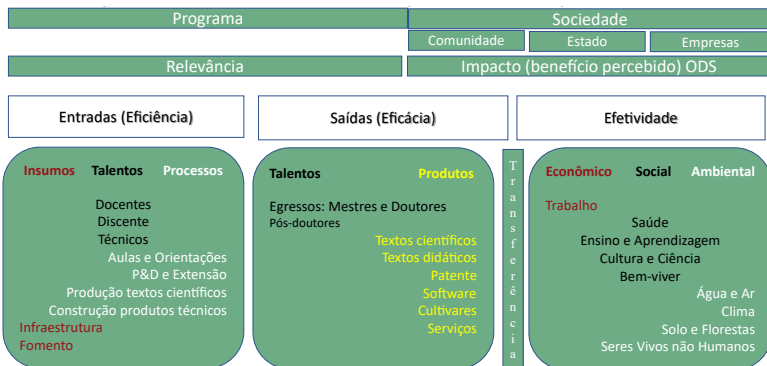 Programa
Sociedade
Comunidade
Estado
Empresas
Relevância
Impacto (benefício percebido) ODS
Entradas (Eficiência)
Saídas (Eficácia)
Efetividade
Insumos Talentos Processos
Docentes
Discente
Técnicos
Aulas e Orientações
P&D e Extensão
Produção textos científicos
Construção produtos técnicos
Infraestrutura
Fomento
Talentos Produtos
Egressos: Mestres e Doutores
Pós-doutores
Textos científicos
Textos didáticos
Patente
Software
Cultivares
Serviços
Transferência
Econômico Social Ambiental
Trabalho
Saúde
Ensino e Aprendizagem
Cultura e Ciência
Bem-viver
Água e Ar
Clima
Solo e Florestas
Seres Vivos não Humanos